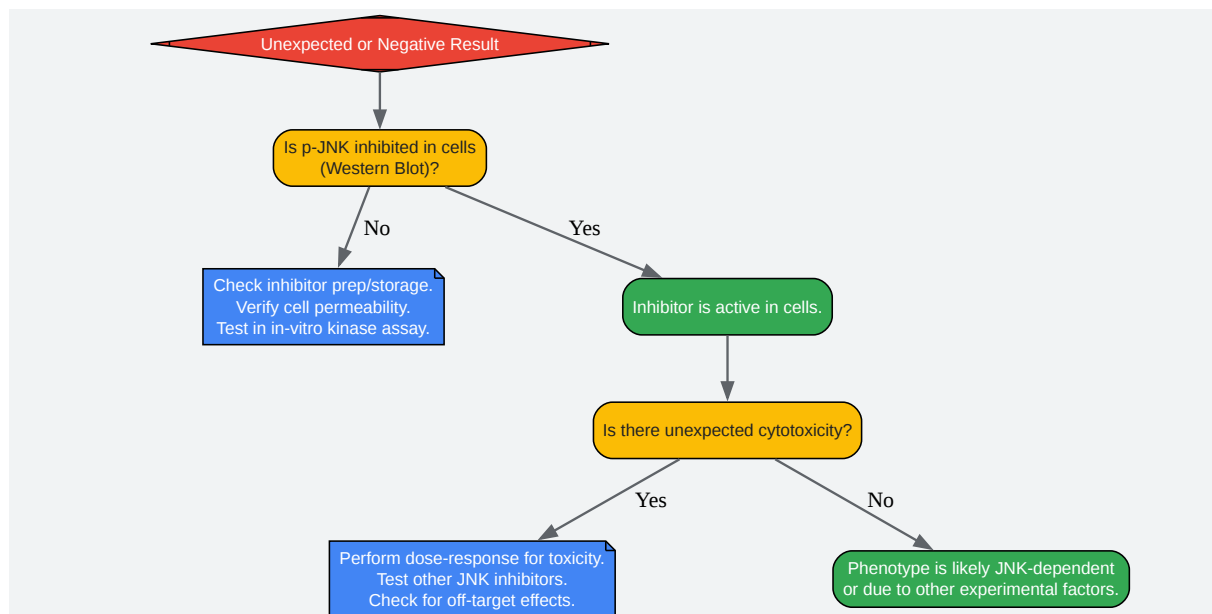 Unexpected or Negative Result
Is p-JNK inhibited in cells
(Western Blot)?
No
Yes
Check inhibitor prep/storage.
Verify cell permeability.
Test in in-vitro kinase assay.
Inhibitor is active in cells.
Is there unexpected cytotoxicity?
Yes
No
Perform dose-response for toxicity.
Test other JNK inhibitors.
Check for off-target effects.
Phenotype is likely JNK-dependent
or due to other experimental factors.